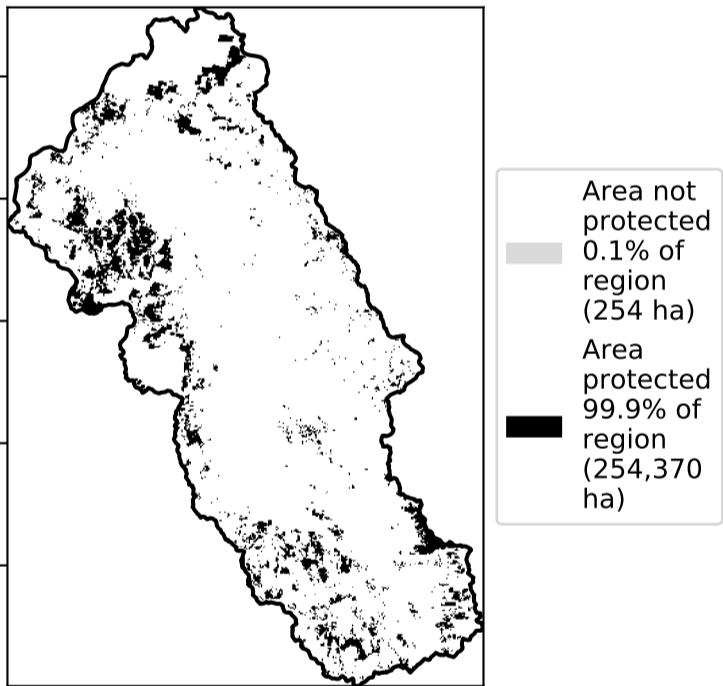 Area not
protected
0.1% of
region
(254 ha)
Area
protected
99.9% of
region
(254,370
ha)